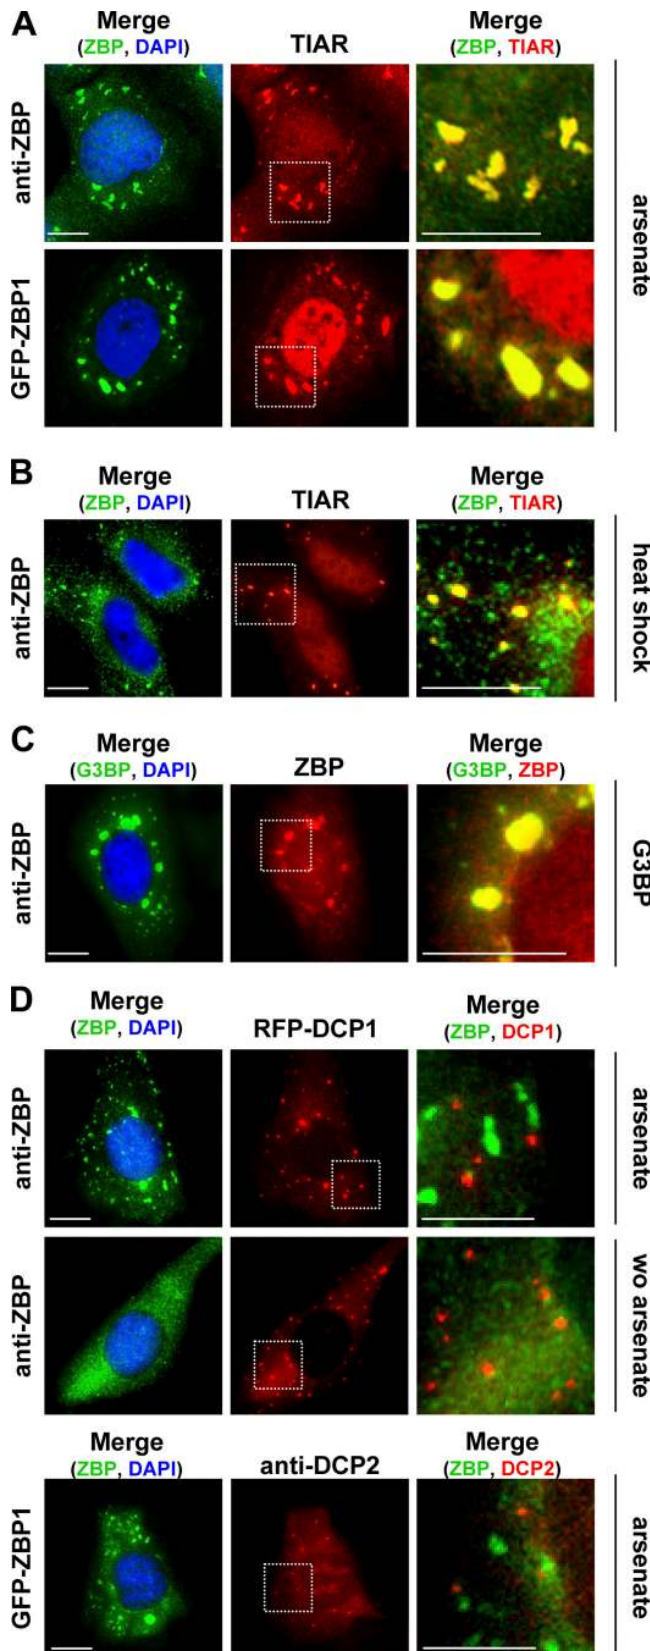 A
Merge
(ZBP, DAPI)
TIAR
Merge
(ZBP, TIAR)
anti-ZBP
GFP-ZBP1
arsenate
B
Merge
(ZBP, DAPI)
TIAR
Merge
(ZBP, TIAR)
anti-ZBP
heat shock
C
Merge
(G3BP, DAPI)
ZBP
Merge
(G3BP, ZBP)
anti-ZBP
G3BP
D
Merge
(ZBP, DAPI)
RFP-DCP1
Merge
(ZBP, DCP1)
anti-ZBP
arsenate
anti-ZBP
wo arsenate
Merge
(ZBP, DAPI)
anti-DCP2
Merge
(ZBP, DCP2)
GFP-ZBP1
arsenate